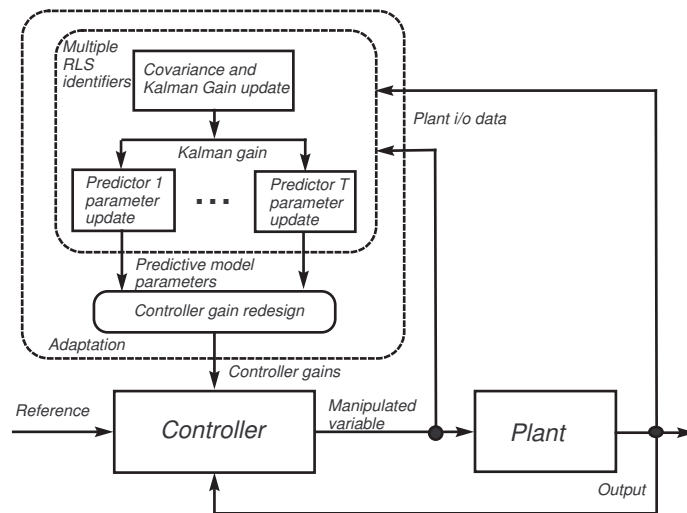 Multiple
RLS
identifiers
Covariance and
Kalman Gain update
Plant i/o data
Kalman gain
Predictor 1
parameter
update
...
Predictor T
parameter
update
Predictive model
parameters
Controller gain redesign
Adaptation
Controller gains
Reference
Controller
Manipulated
variable
Plant
Output